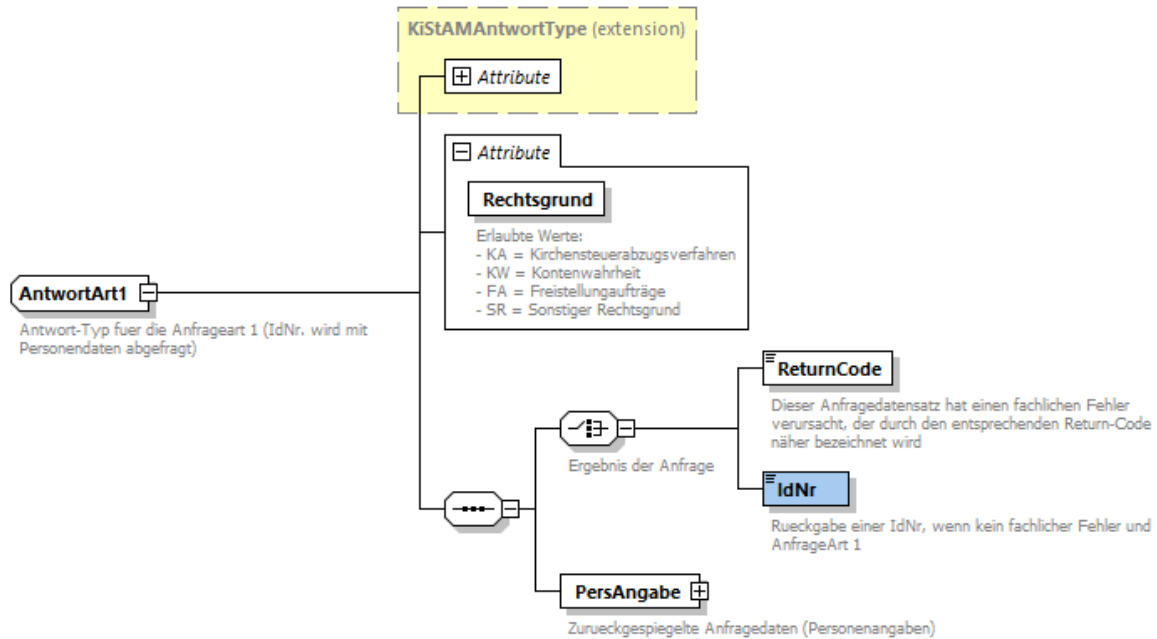 KiStAMAntwortType (extension)
Attribute
Attribute
Rechtsgrund
Erlaubte Werte:
- KA = Kirchensteuerabzugsverfahren
- KW = Kontenwahrheit
- FA = Freistellungaufträge
- SR = Sonstiger Rechtsgrund
AntwortArt1
Antwort-Typ fuer die Anfrageart 1 (IdNr. wird mit
Personendaten abgefragt)
ReturnCode
Dieser Anfragedatensatz hat einen fachlichen Fehler
verursacht, der durch den entsprechenden Return-Code
näher bezeichnet wird
Ergebnis der Anfrage
IdNr
Rueckgabe einer IdNr, wenn kein fachlicher Fehler und
AnfrageArt 1
PersAngabe
Zurueckgespiegelte Anfragedaten (Personenangaben)